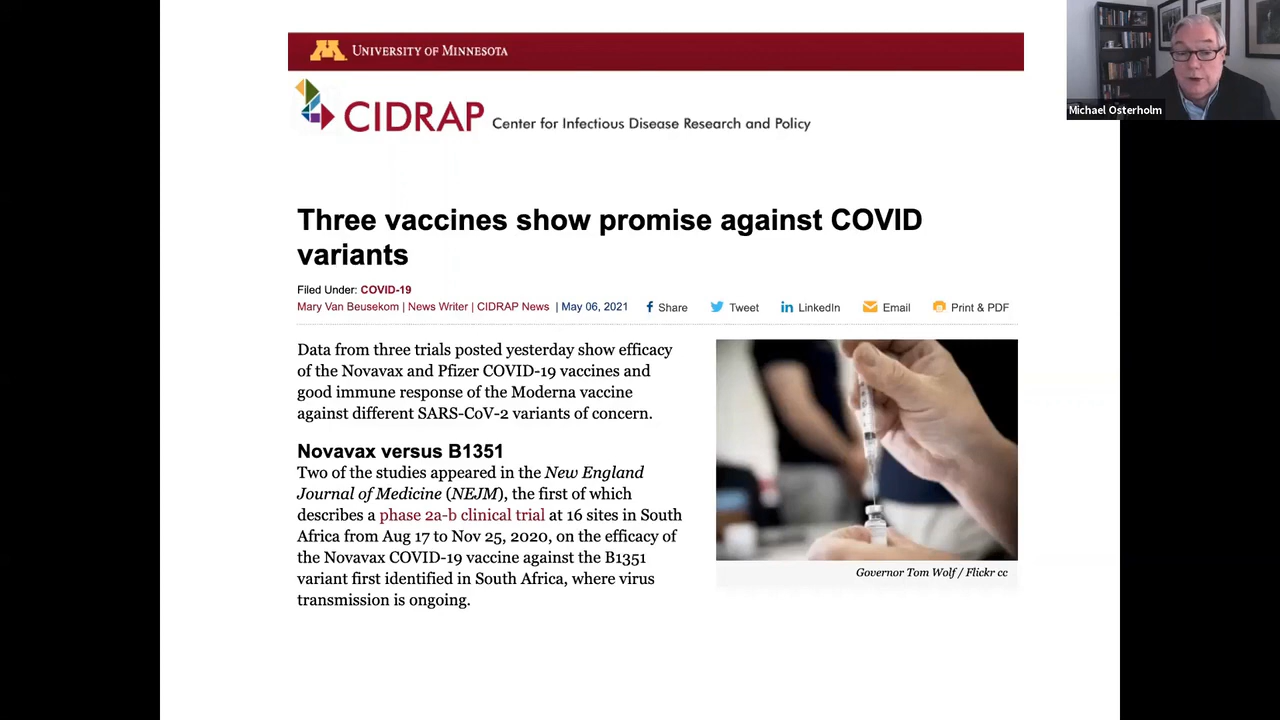 UNIVERSITY OF MINNESOTA
CIDRAP Center for Infectious Disease Research and Policy
Michael Osterholm
Three vaccines show promise against COVID
variants
Filed Under: COVID-19
Mary Van Beusekom | News Writer | CIDRAP News | May 06, 2021
Share Tweet LinkedIn Email Print & PDF
Data from three trials posted yesterday show efficacy
of the Novavax and Pfizer COVID-19 vaccines and
good immune response of the Moderna vaccine
against different SARS-CoV-2 variants of concern.
Novavax versus B1351
Two of the studies appeared in the New England
Journal of Medicine (NEJM), the first of which
describes a phase 2a-b clinical trial at 16 sites in South
Africa from Aug 17 to Nov 25, 2020, on the efficacy of
the Novavax COVID-19 vaccine against the B1351
variant first identified in South Africa, where virus
transmission is ongoing.
Governor Tom Wolf / Flickr cc